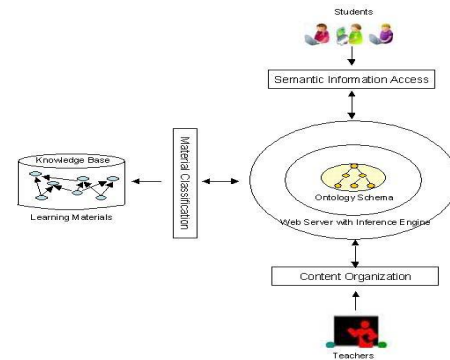 Students
Semantic Information Access
Knowledge Base
Learning Materials
Material Classification
Ontology Schema
Web Server with Inference Engine
Content Organization
Teachers